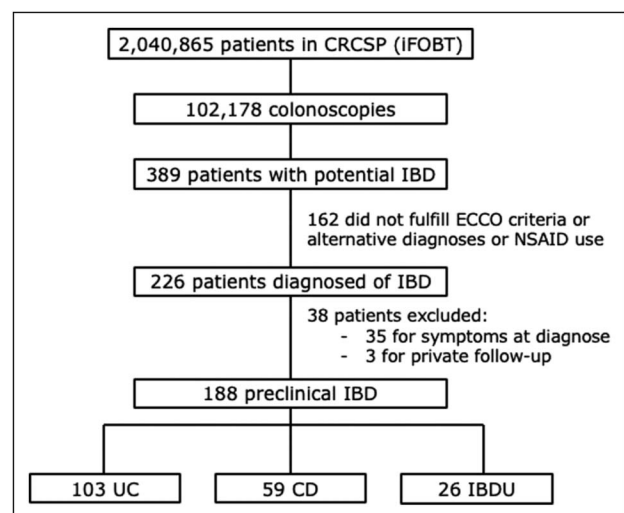 2,040,865 patients in CRCSP (iFOBT)
102,178 colonoscopies
389 patients with potential IBD
162 did not fulfill ECCO criteria or
alternative diagnoses or NSAID use
226 patients diagnosed of IBD
38 patients excluded:
- 35 for symptoms at diagnose
- 3 for private follow-up
188 preclinical IBD
103 UC
59 CD
26 IBDU